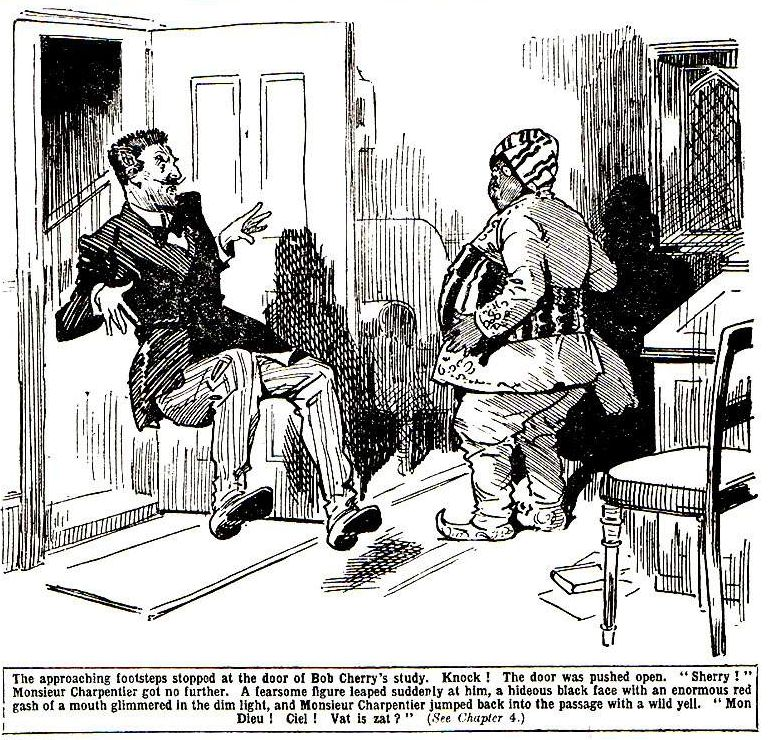 The approaching footsteps stopped at the door of Bob Cherry's study. Knock ! The door was pushed open. " Sherry ! "
Monsieur Charpentier got no further. A fearsome figure leaped suddenly at him, a hideous black face with an enormous red
gash of a mouth glimmered in the dim light, and Monsieur Charpentier jumped back into the passage with a wild yell. " Mon
Dieu ! Ciel ! Vat is zat ? " (See Chapter 4.)